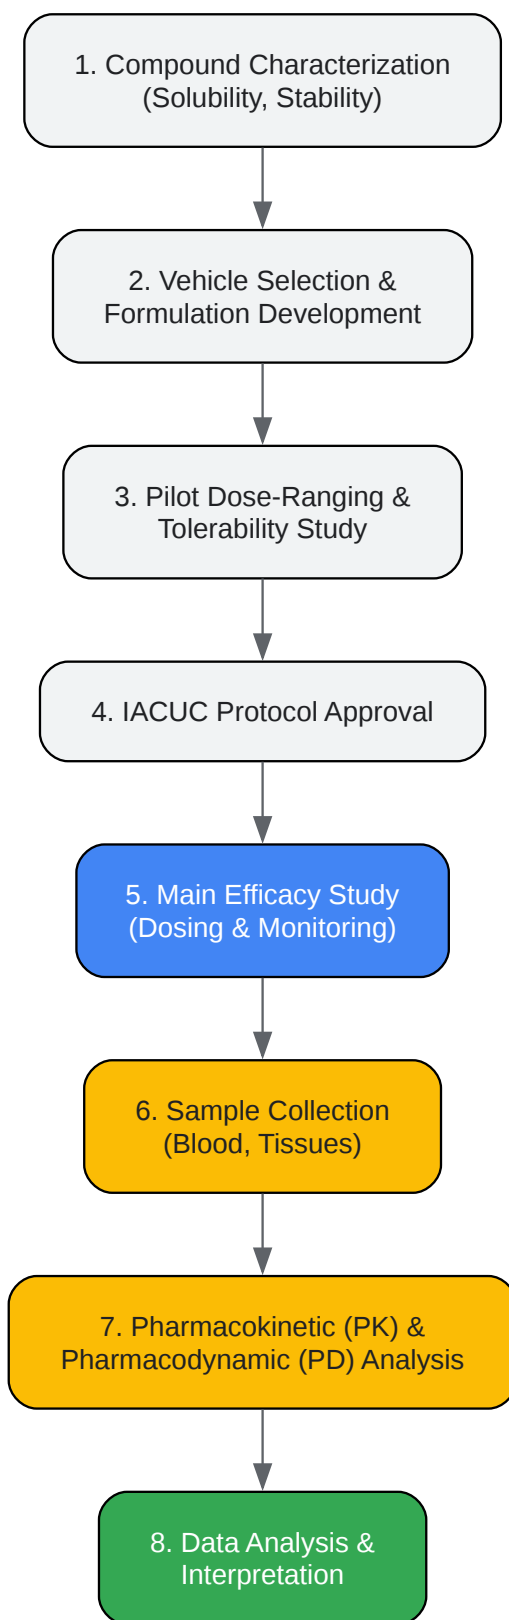 1. Compound Characterization
(Solubility, Stability)
2. Vehicle Selection &
Formulation Development
3. Pilot Dose-Ranging &
Tolerability Study
4. IACUC Protocol Approval
5. Main Efficacy Study
(Dosing & Monitoring)
6. Sample Collection
(Blood, Tissues)
7. Pharmacokinetic (PK) &
Pharmacodynamic (PD) Analysis
8. Data Analysis &
Interpretation